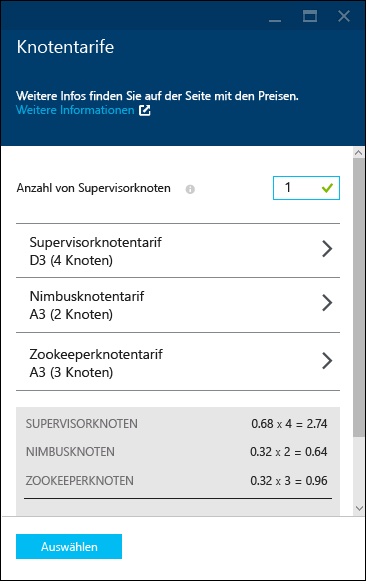 Knotentarife
Weitere Infos finden Sie auf der Seite mit den Preisen.
Weitere Informationen
Anzahl von Supervisorknoten
1
Supervisorknotentarif
D3 (4 Knoten)
Nimbusknotentarif
A3 (2 Knoten)
Zookeeperknotentarif
A3 (3 Knoten)
SUPERVISORKNOTEN 0.68 x 4 = 2.74
NIMBUSKNOTEN 0.32 x 2 = 0.64
ZOOKEEPERKNOTEN 0.32 x 3 = 0.96
Auswählen